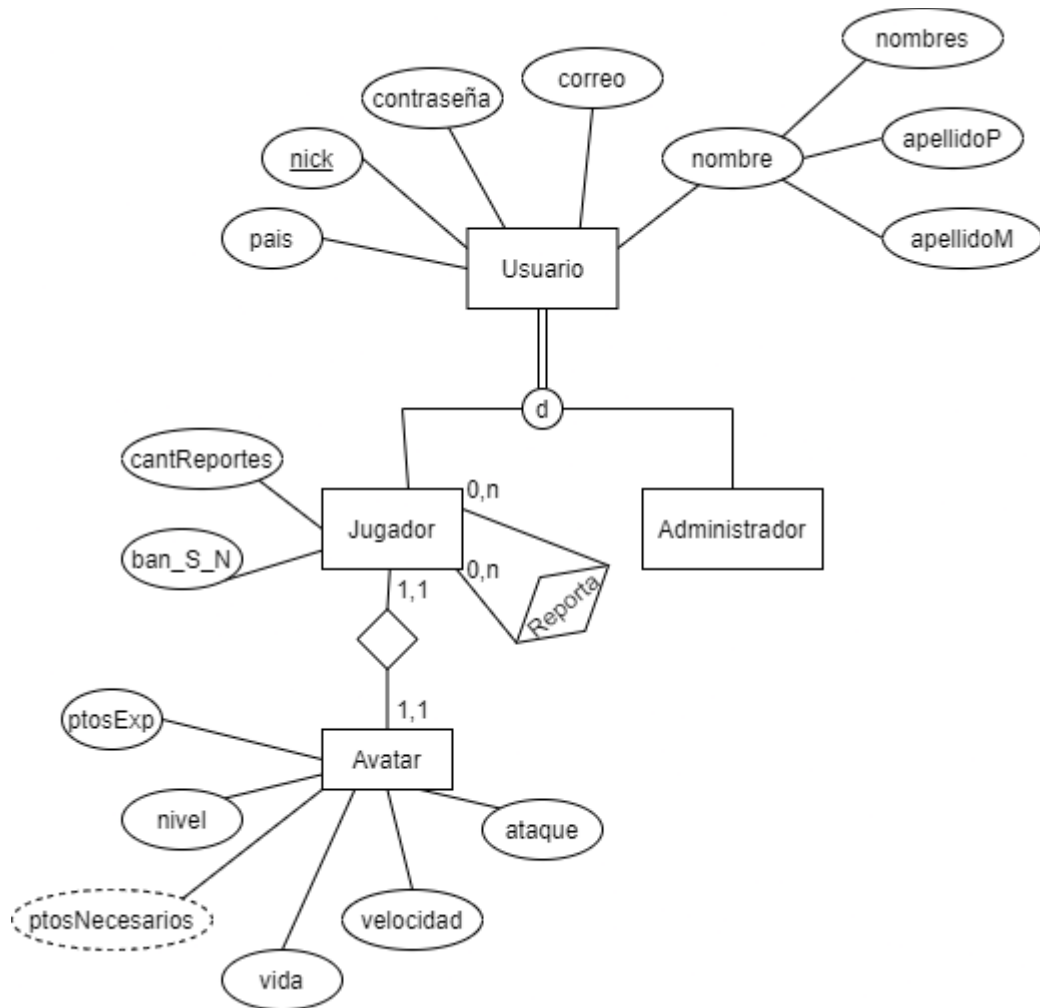 nombres
correo
contraseña
apellidoP
nick
nombre
apellidoM
pais
Usuario
d
cantReportes
0,n
Jugador
Administrador
ban_S_N
0,n
Reporta
1,1
1,1
ptosExp
Avatar
nivel
ataque
ptosNecesarios
velocidad
vida